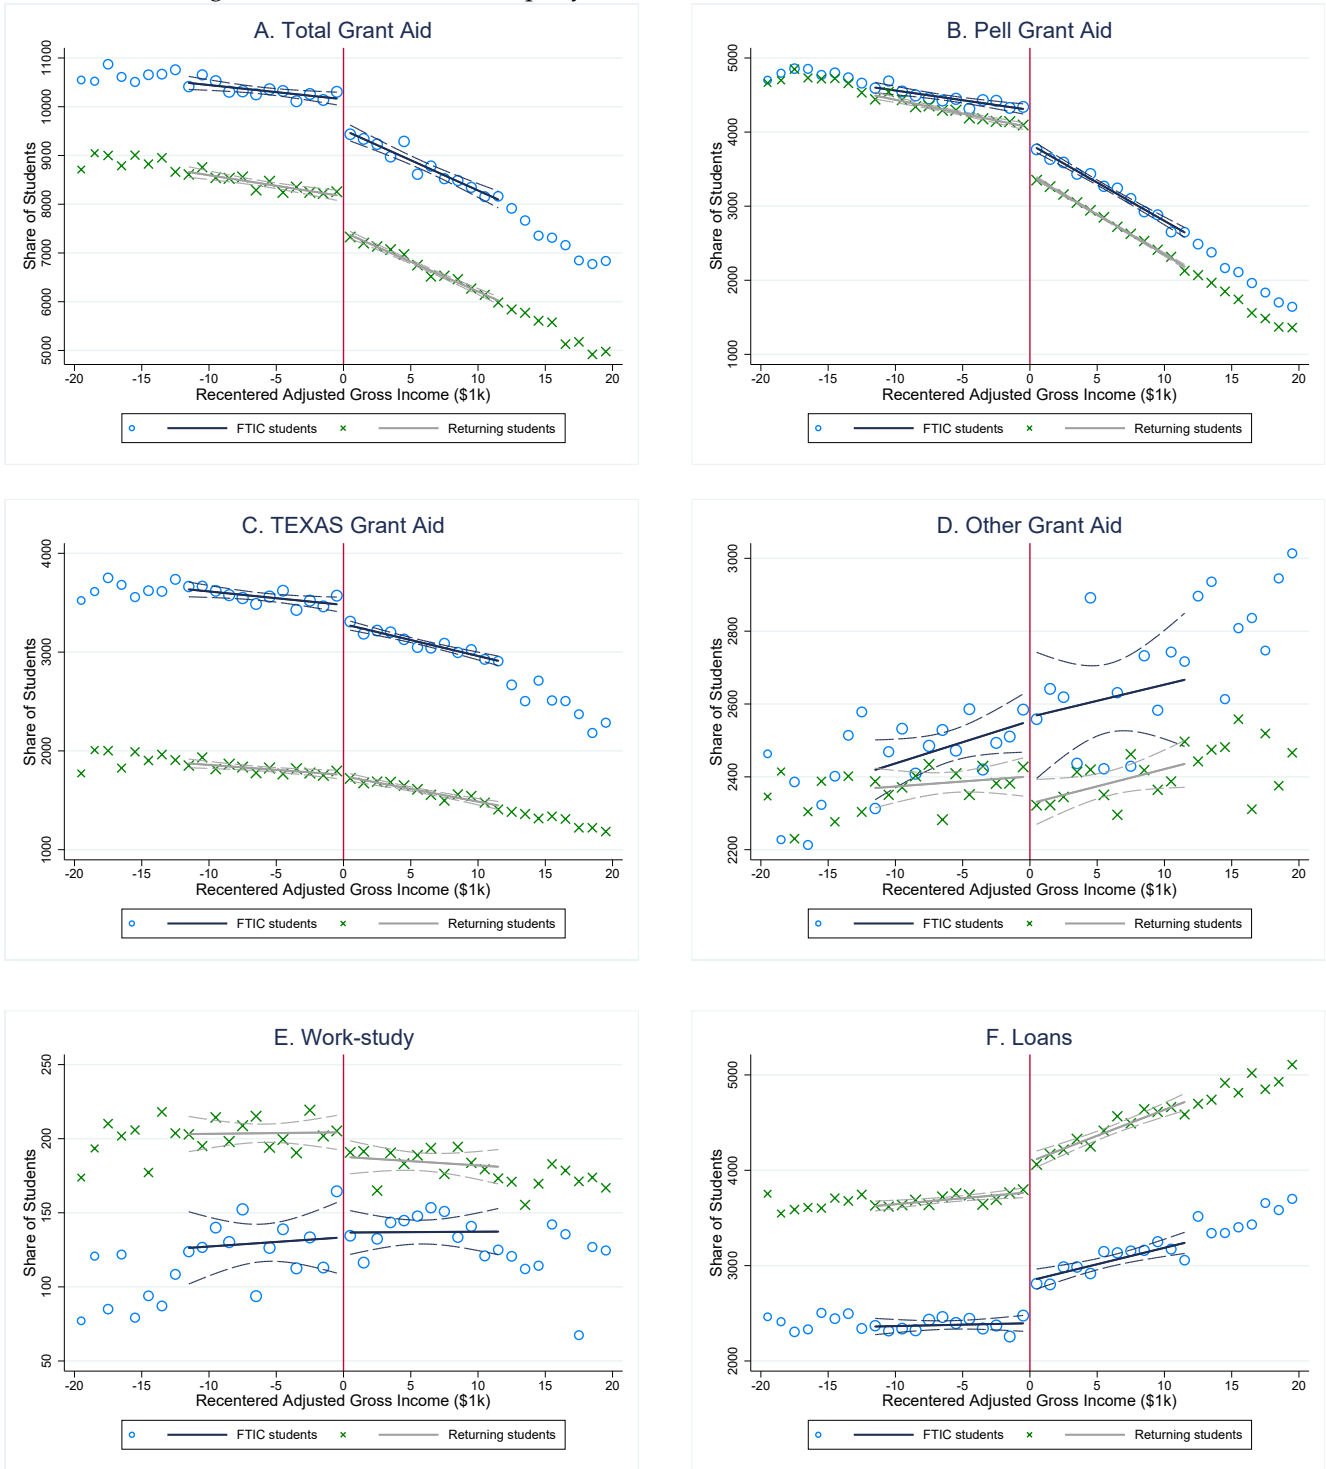 A. Total Grant Aid
Share of Students
11000
10000
9000
8000
7000
6000
5000
-20 -15 -10 -5 0 5 10 15 20
Recentered Adjusted Gross Income ($1k)
FTIC students Returning students
B. Pell Grant Aid
Share of Students
5000
4000
3000
2000
1000
-20 -15 -10 -5 0 5 10 15 20
Recentered Adjusted Gross Income ($1k)
FTIC students Returning students
C. TEXAS Grant Aid
Share of Students
4000
3000
2000
1000
-20 -15 -10 -5 0 5 10 15 20
Recentered Adjusted Gross Income ($1k)
FTIC students Returning students
D. Other Grant Aid
Share of Students
3000
2800
2600
2400
2200
-20 -15 -10 -5 0 5 10 15 20
Recentered Adjusted Gross Income ($1k)
FTIC students Returning students
E. Work-study
Share of Students
250
200
150
100
50
-20 -15 -10 -5 0 5 10 15 20
Recentered Adjusted Gross Income ($1k)
FTIC students Returning students
F. Loans
Share of Students
5000
4000
3000
2000
-20 -15 -10 -5 0 5 10 15 20
Recentered Adjusted Gross Income ($1k)
FTIC students Returning students